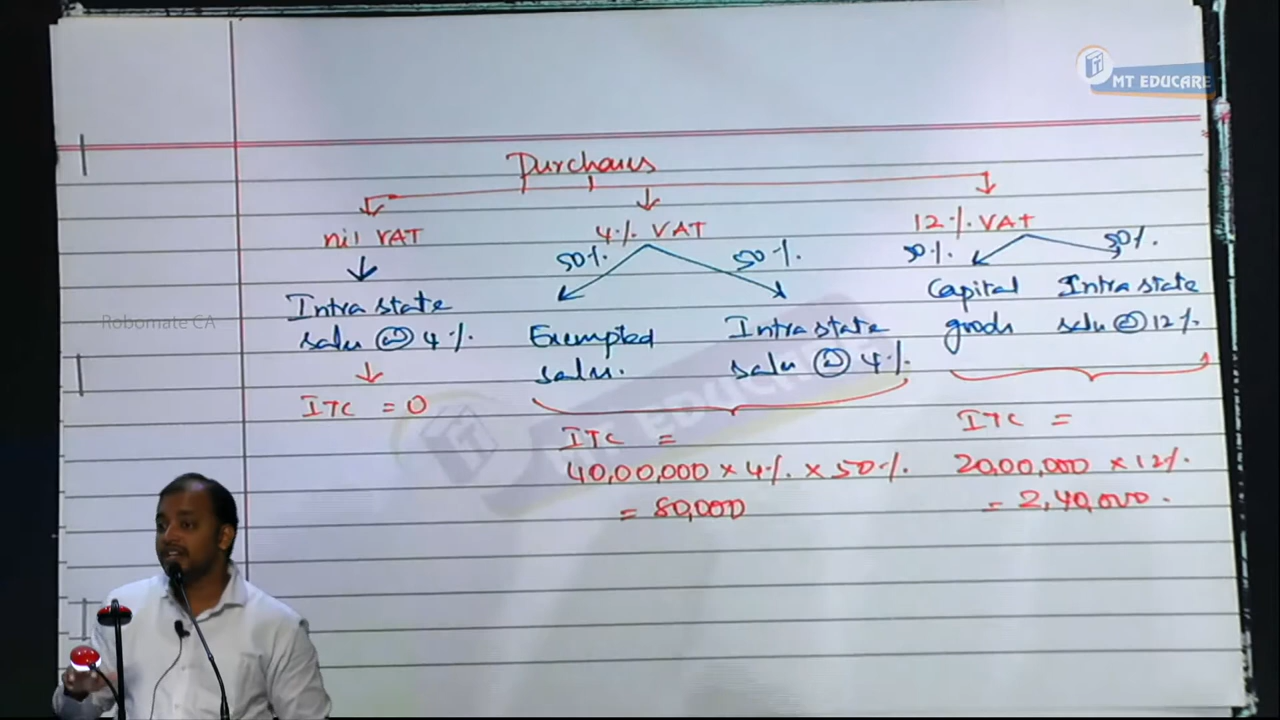 MT EDUCARE
Purchases
nil VAT
4% VAT
12% VAT
50%.
50%.
50%.
50%.
Intra state
sales @ 4%.
Exempted
sales.
Intra state
sales @ 4%.
Capital
goods
Intra state
sales @ 12%.
ITC = 0
ITC =
40,00,000 × 4%. × 50%.
= 80,000
ITC =
20,00,000 × 12%.
= 2,40,000.
Robomate CA
MT EDUCARE